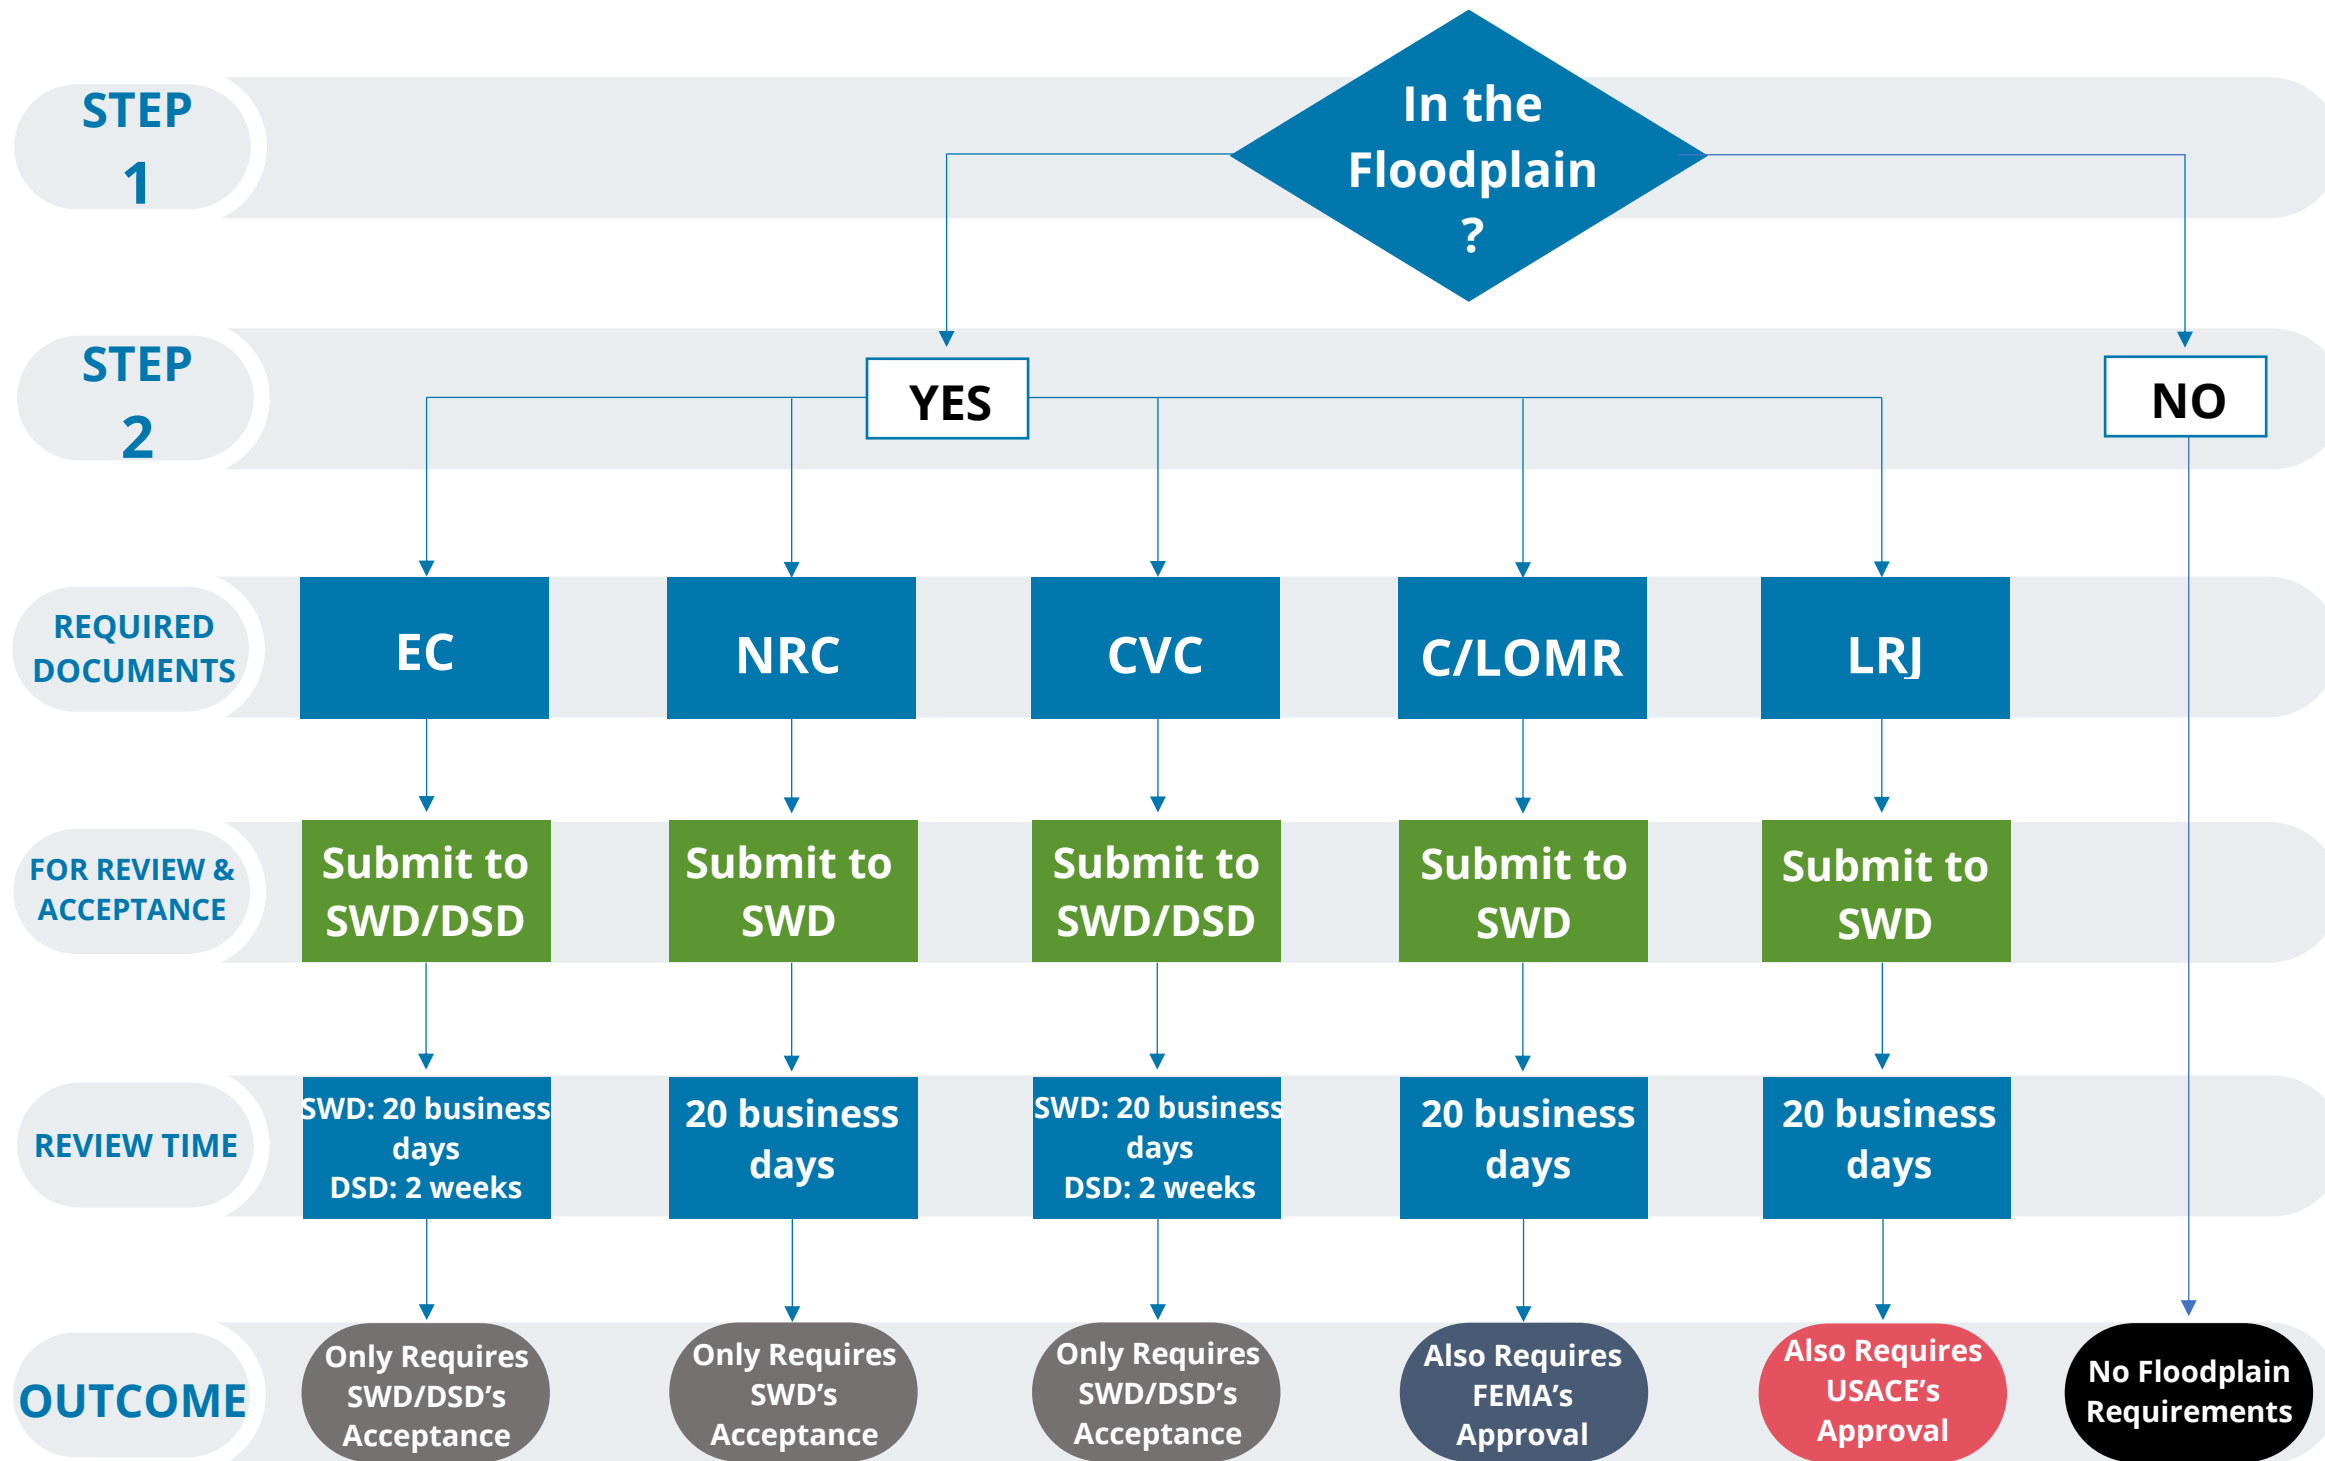 STEP
1
In the
Floodplain
?
STEP
2
YES
NO
REQUIRED
DOCUMENTS
EC
NRC
CVC
C/LOMR
LRJ
FOR REVIEW &
ACCEPTANCE
Submit to
SWD/DSD
Submit to
SWD
Submit to
SWD/DSD
Submit to
SWD
Submit to
SWD
REVIEW TIME
SWD: 20 business
days
DSD: 2 weeks
20 business
days
SWD: 20 business
days
DSD: 2 weeks
20 business
days
20 business
days
OUTCOME
Only Requires
SWD/DSD’s
Acceptance
Only Requires
SWD’s
Acceptance
Only Requires
SWD/DSD’s
Acceptance
Also Requires
FEMA’s
Approval
Also Requires
USACE’s
Approval
No Floodplain
Requirements